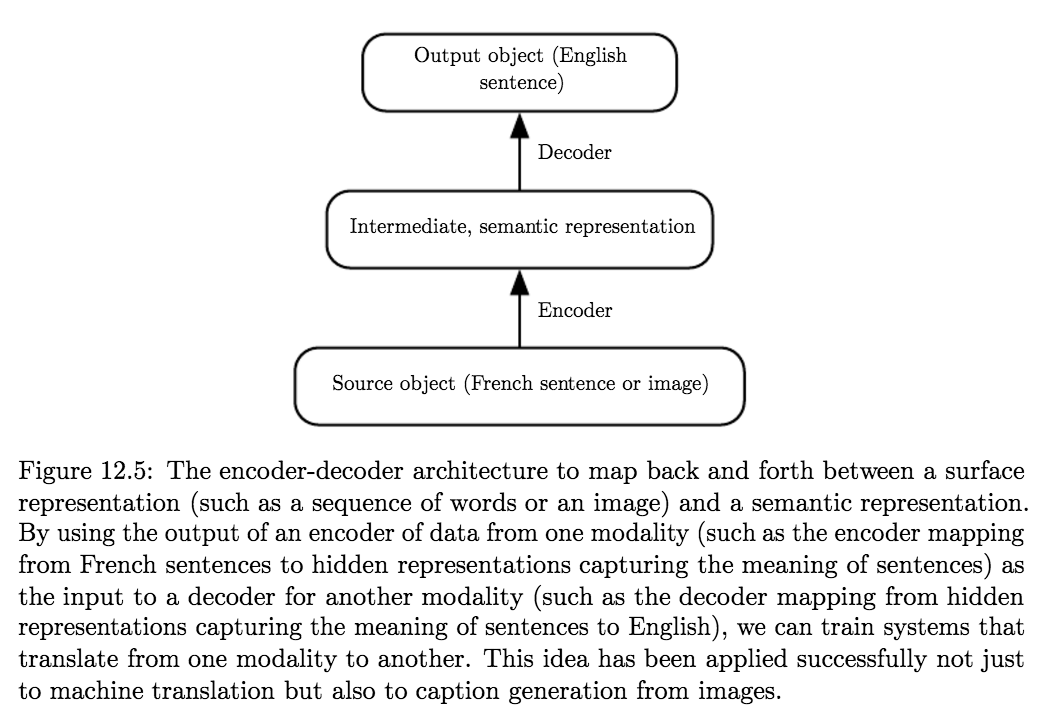 Output object (English
sentence)
Decoder
Intermediate, semantic representation
Encoder
Source object (French sentence or image)
Figure 12.5: The encoder-decoder architecture to map back and forth between a surface
representation (such as a sequence of words or an image) and a semantic representation.
By using the output of an encoder of data from one modality (such as the encoder mapping
from French sentences to hidden representations capturing the meaning of sentences) as
the input to a decoder for another modality (such as the decoder mapping from hidden
representations capturing the meaning of sentences to English), we can train systems that
translate from one modality to another. This idea has been applied successfully not just
to machine translation but also to caption generation from images.